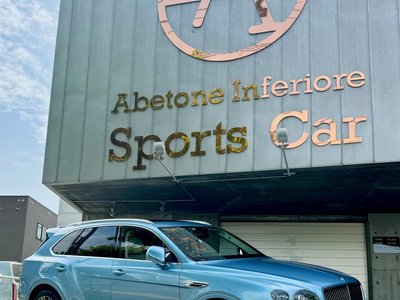 Abetone Inferiore
Sports Car